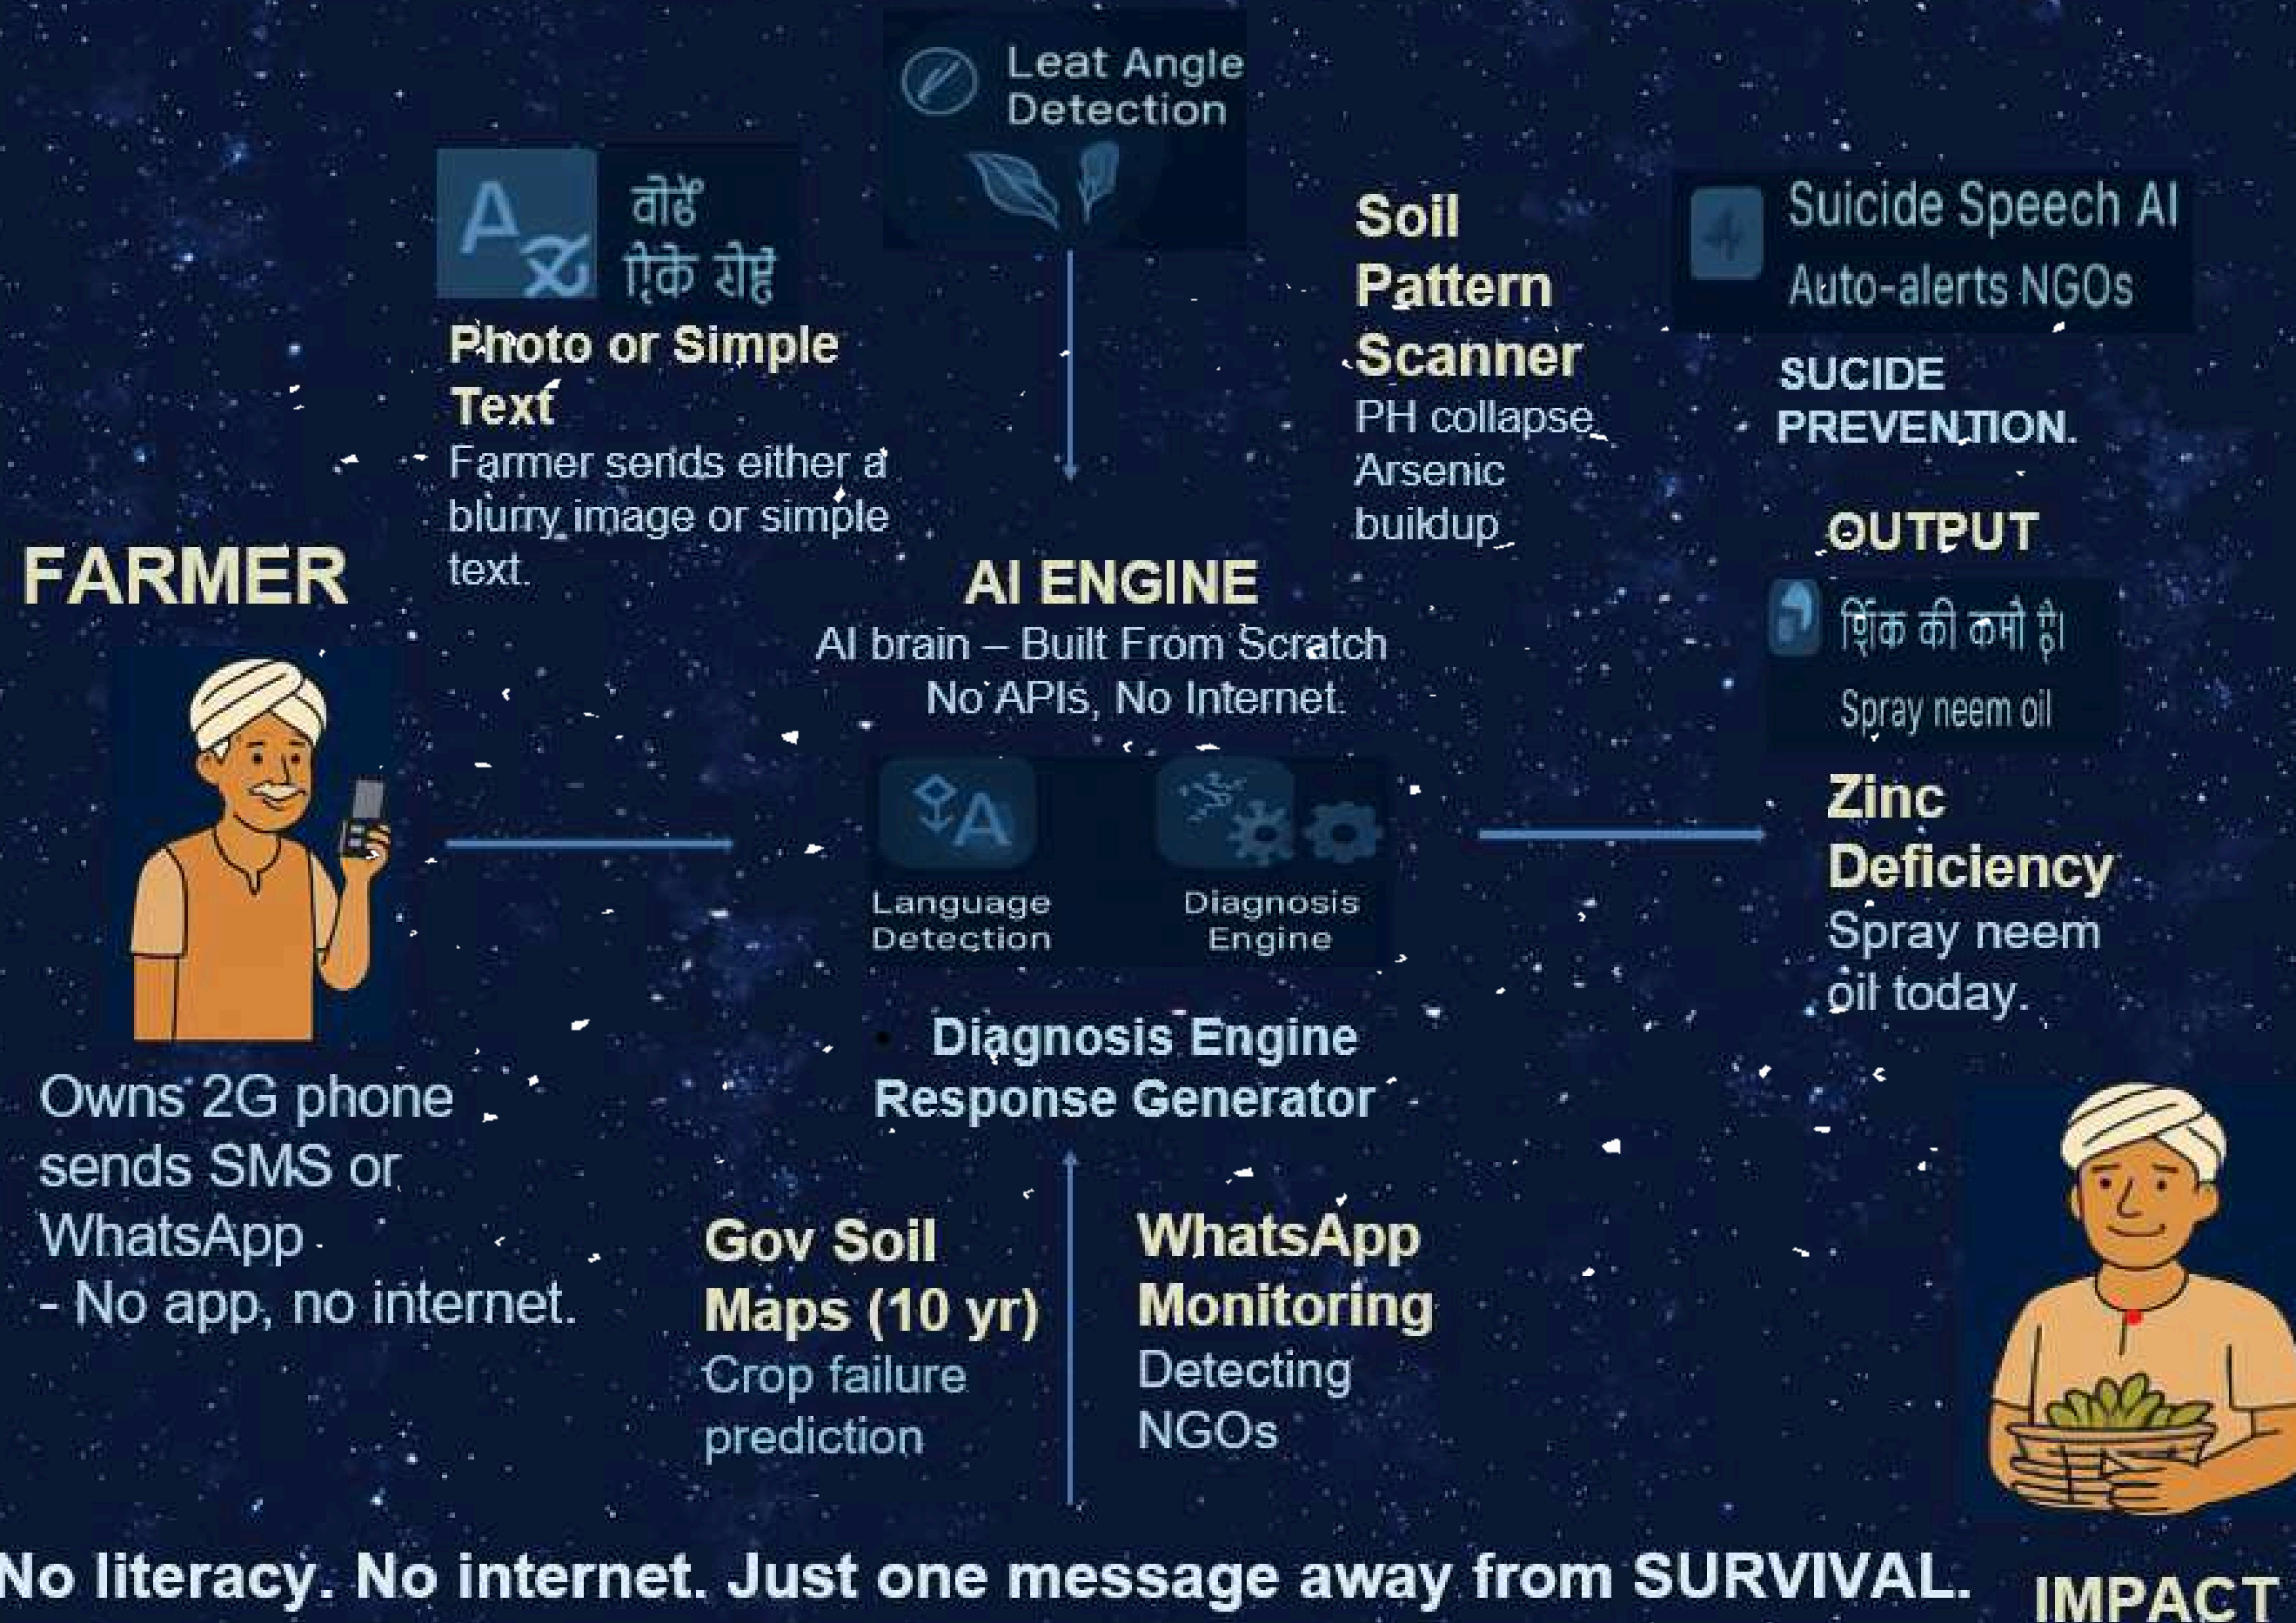 Leat Angle
Detection
Photo or Simple
Text
Farmer sends either a
blurry image or simple
text.
Soil
Pattern
Scanner
PH collapse
Arsenic
buildup
Suicide Speech AI
Auto-alerts NGOs
SUCIDE
PREVENTION.
FARMER
Owns 2G phone
sends SMS or
WhatsApp
- No app, no internet.
AI ENGINE
AI brain – Built From Scratch
No APIs, No Internet.
Language
Detection
Diagnosis
Engine
Diagnosis Engine
Response Generator
Gov Soil
Maps (10 yr)
Crop failure
prediction
WhatsApp
Monitoring
Detecting
NGOs
OUTPUT
की
Spray neem oil
Zinc
Deficiency
Spray neem
oil today.
No literacy. No internet. Just one message away from SURVIVAL.
IMPACT